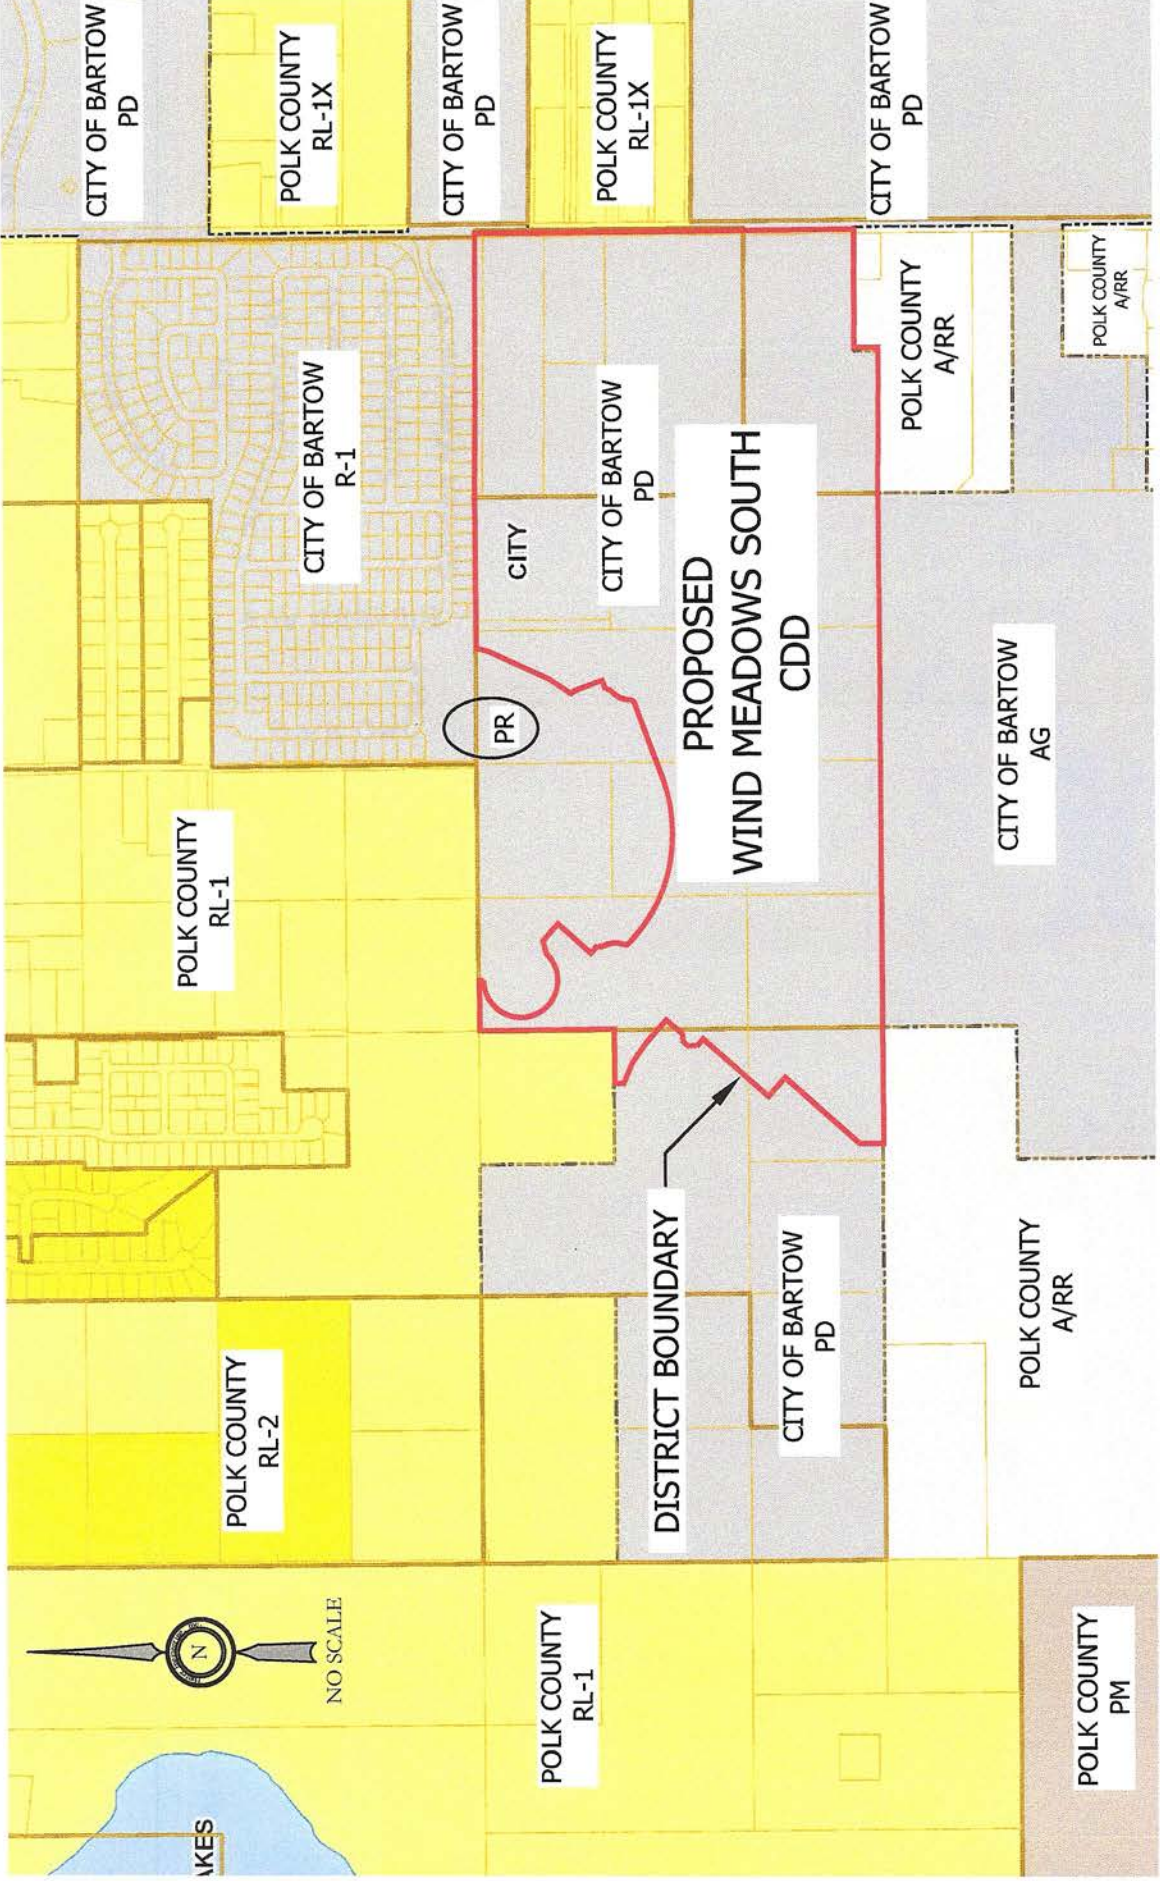 CITY OF BARTOW
PD
AKES
N
POLK COUNTY
RL-1
POLK COUNTY
RL-2
POLK COUNTY
RL-1X
CITY OF BARTOW
R-1
NO SCALE
CITY OF BARTOW
PD
PR
CITY
POLK COUNTY
RL-1
CITY OF BARTOW
PD
POLK COUNTY
RL-1X
DISTRICT BOUNDARY
PROPOSED
WIND MEADOWS SOUTH
CDD
CITY OF BARTOW
PD
CITY OF BARTOW
PD
POLK COUNTY
A/RR
CITY OF BARTOW
AG
POLK COUNTY
A/RR
POLK COUNTY
PM
POLK COUNTY
A/RR